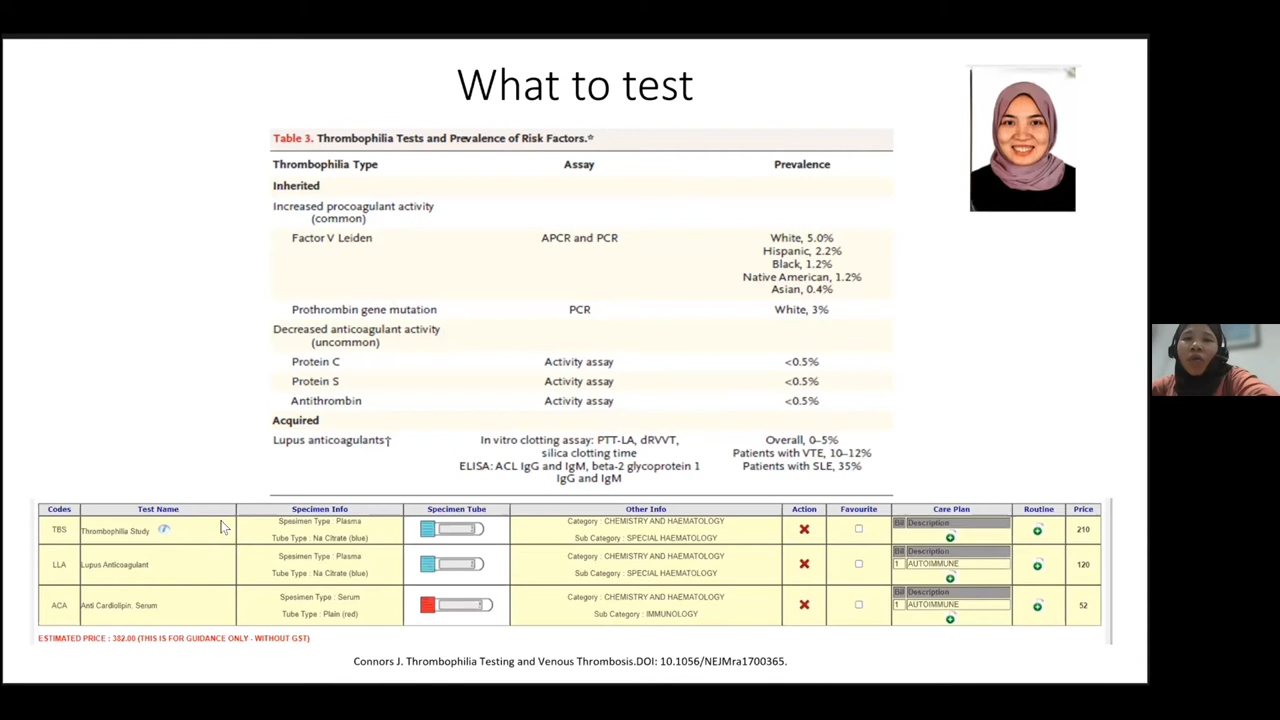 What to test
Table 3. Thrombophilia Tests and Prevalence of Risk Factors.*
Thrombophilia Type Assay Prevalence
Inherited
Increased procoagulant activity
(common)
Factor V Leiden APCR and PCR White, 5.0%
Hispanic, 2.2%
Black, 1.2%
Native American, 1.2%
Asian, 0.4%
Prothrombin gene mutation PCR White, 3%
Decreased anticoagulant activity
(uncommon)
Protein C Activity assay <0.5%
Protein S Activity assay <0.5%
Antithrombin Activity assay <0.5%
Acquired
Lupus anticoagulants† In vitro clotting assay: PTT-LA, dRVVT, Overall, 0–5%
silica clotting time Patients with VTE, 10–12%
ELISA: ACL IgG and IgM, beta-2 glycoprotein 1 Patients with SLE, 35%
IgG and IgM
Codes Test Name Specimen Info Specimen Tube Other Info Action Favourite Care Plan Routine Price
Spesimen Type : Plasma Category : CHEMISTRY AND HAEMATOLOGY Bil Description
TBS Thrombophilia Study 210
Tube Type : Na Citrate (blue) Sub Category : SPECIAL HAEMATOLOGY
Spesimen Type : Plasma Category : CHEMISTRY AND HAEMATOLOGY Bil Description
LLA Lupus Anticoagulant 1 AUTOIMMUNE 120
Tube Type : Na Citrate (blue) Sub Category : SPECIAL HAEMATOLOGY
Spesimen Type : Serum Category : CHEMISTRY AND HAEMATOLOGY Bil Description
ACA Anti Cardiolipin. Serum 1 AUTOIMMUNE 52
Tube Type : Plain (red) Sub Category : IMMUNOLOGY
ESTIMATED PRICE : 382.00 (THIS IS FOR GUIDANCE ONLY - WITHOUT GST)
Connors J. Thrombophilia Testing and Venous Thrombosis.DOI: 10.1056/NEJMra1700365.